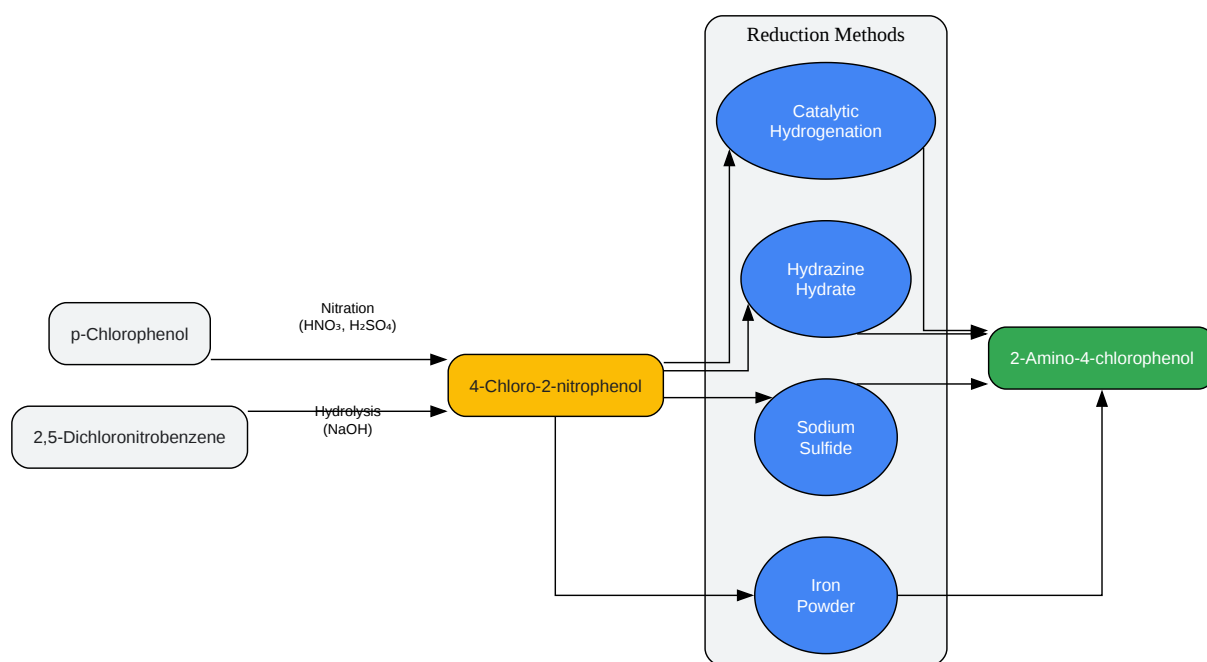 Reduction Methods
Catalytic
Hydrogenation
Hydrazine
Hydrate
Nitration
(HNO₃, H₂SO₄)
p-Chlorophenol
2-Amino-4-chlorophenol
4-Chloro-2-nitrophenol
Hydrolysis
(NaOH)
2,5-Dichloronitrobenzene
Sodium
Sulfide
Iron
Powder